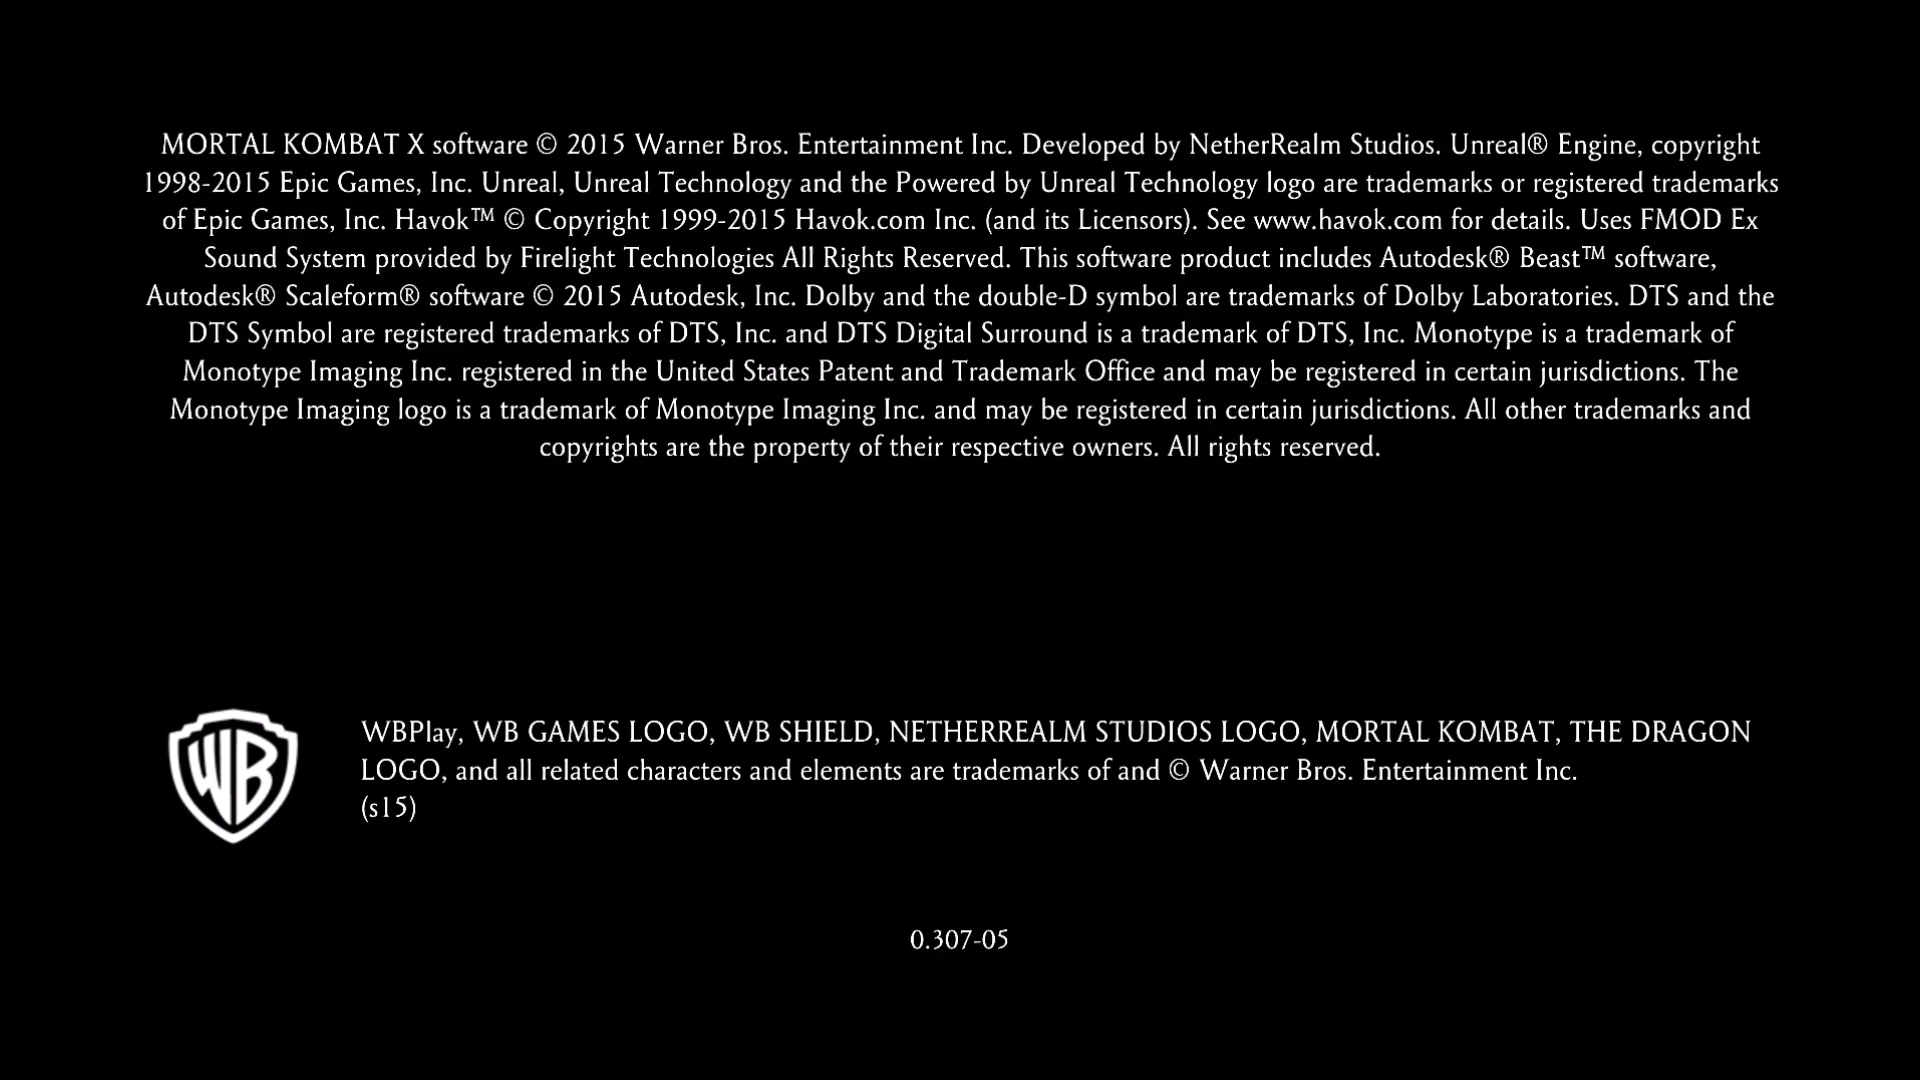 MORTAL KOMBAT X software © 2015 Warner Bros. Entertainment Inc. Developed by NetherRealm Studios. Unreal® Engine, copyright
1998-2015 Epic Games, Inc. Unreal, Unreal Technology and the Powered by Unreal Technology logo are trademarks or registered trademarks
of Epic Games, Inc. Havok™ © Copyright 1999-2015 Havok.com Inc. (and its Licensors). See www.havok.com for details. Uses FMOD Ex
Sound System provided by Firelight Technologies All Rights Reserved. This software product includes Autodesk® Beast™ software,
Autodesk® Scaleform® software © 2015 Autodesk, Inc. Dolby and the double-D symbol are trademarks of Dolby Laboratories. DTS and the
DTS Symbol are registered trademarks of DTS, Inc. and DTS Digital Surround is a trademark of DTS, Inc. Monotype is a trademark of
Monotype Imaging Inc. registered in the United States Patent and Trademark Office and may be registered in certain jurisdictions. The
Monotype Imaging logo is a trademark of Monotype Imaging Inc. and may be registered in certain jurisdictions. All other trademarks and
copyrights are the property of their respective owners. All rights reserved.
WB
WBPlay, WB GAMES LOGO, WB SHIELD, NETHERREALM STUDIOS LOGO, MORTAL KOMBAT, THE DRAGON
LOGO, and all related characters and elements are trademarks of and © Warner Bros. Entertainment Inc.
(s15)
0.307-05